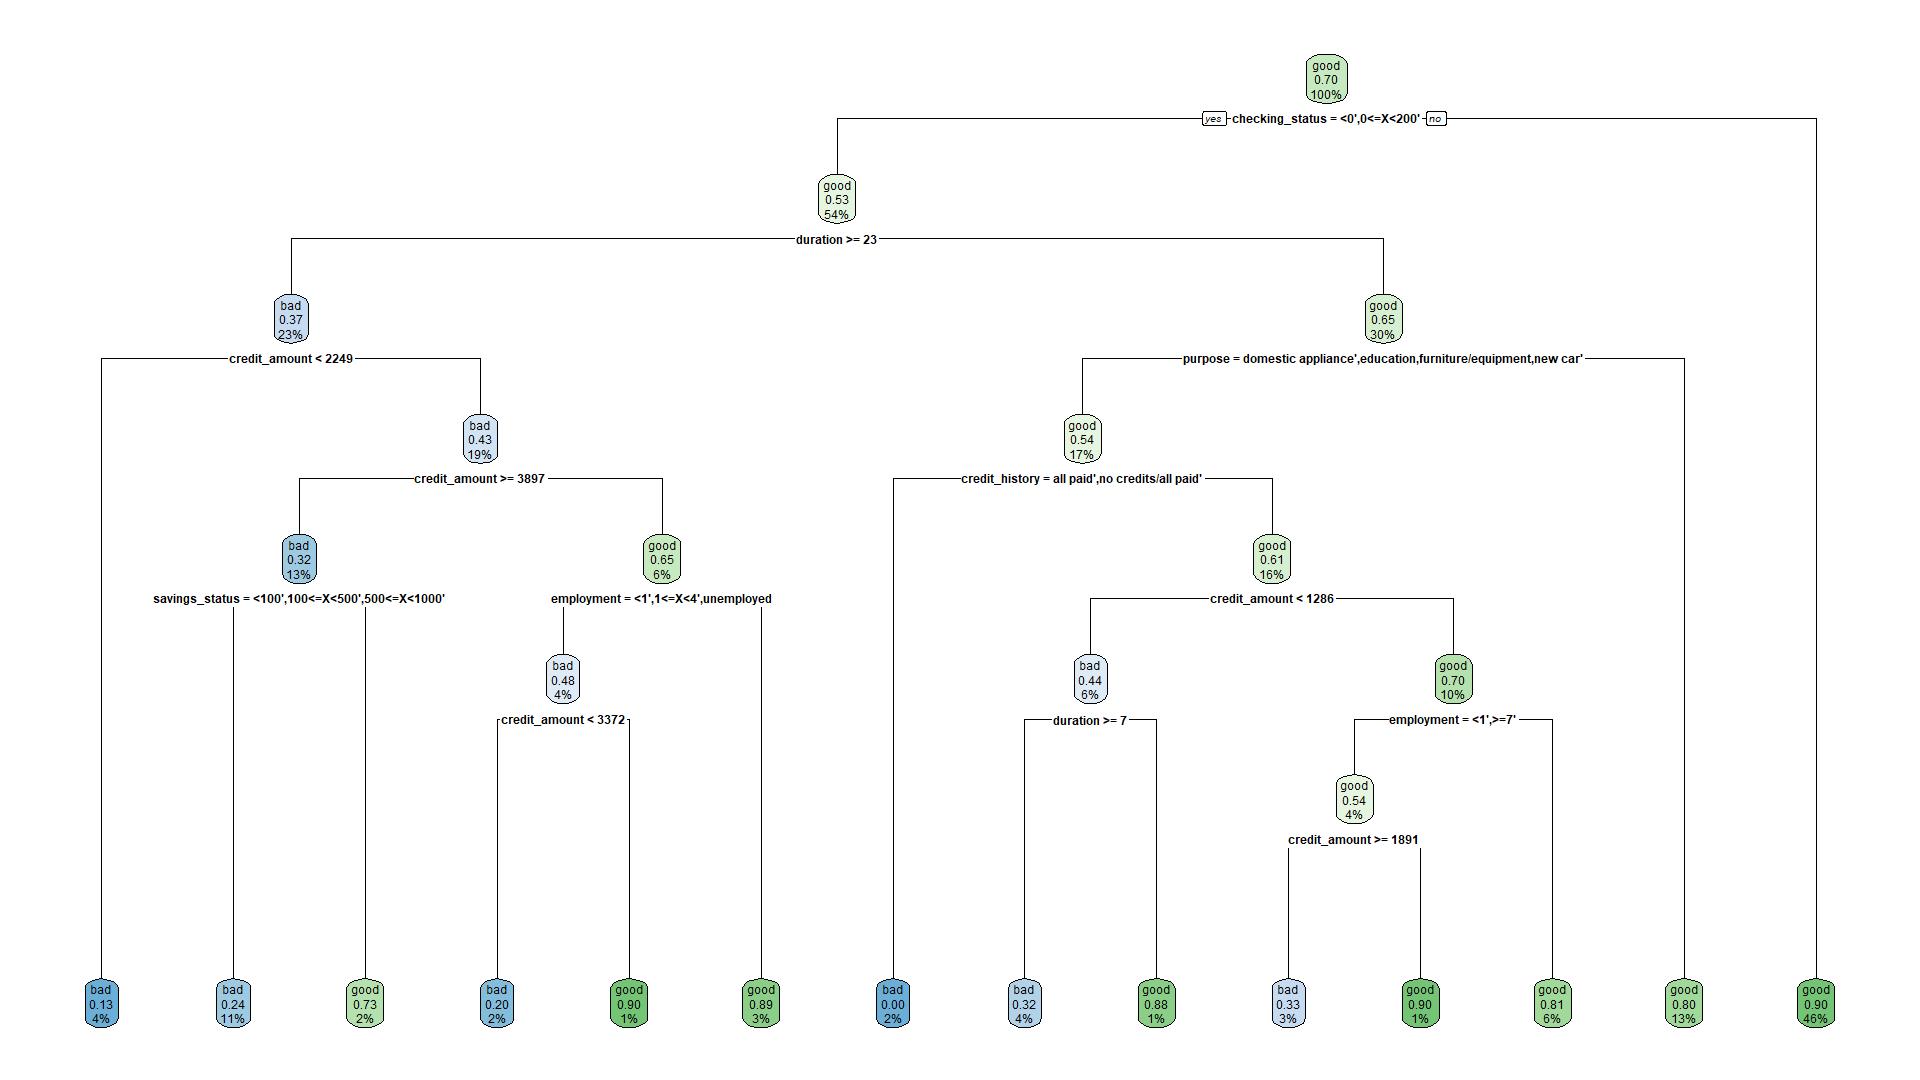 good
0.70
100%
yes checking_status = <0',0<=X<200' no
good
0.53
54%
duration >= 23
bad
0.37
23%
good
0.65
30%
credit_amount < 2249
purpose = domestic appliance',education,furniture/equipment,new car'
bad
0.43
19%
good
0.54
17%
credit_amount >= 3897
credit_history = all paid',no credits/all paid'
bad
0.32
13%
good
0.65
6%
good
0.61
16%
savings_status = <100',100<=X<500',500<=X<1000'
employment = <1',1<=X<4',unemployed
credit_amount < 1286
bad
0.48
4%
bad
0.44
6%
good
0.70
10%
credit_amount < 3372
duration >= 7
employment = <1',>=7'
good
0.54
4%
credit_amount >= 1891
bad
0.13
4%
bad
0.24
11%
good
0.73
2%
bad
0.20
2%
good
0.90
1%
good
0.89
3%
bad
0.00
2%
bad
0.32
4%
good
0.88
1%
bad
0.33
3%
good
0.90
1%
good
0.81
6%
good
0.80
13%
good
0.90
46%